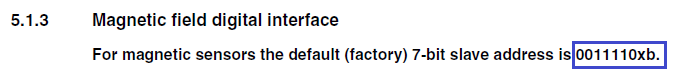 5.1.3 Magnetic field digital interface
For magnetic sensors the default (factory) 7-bit slave address is 0011110xb.